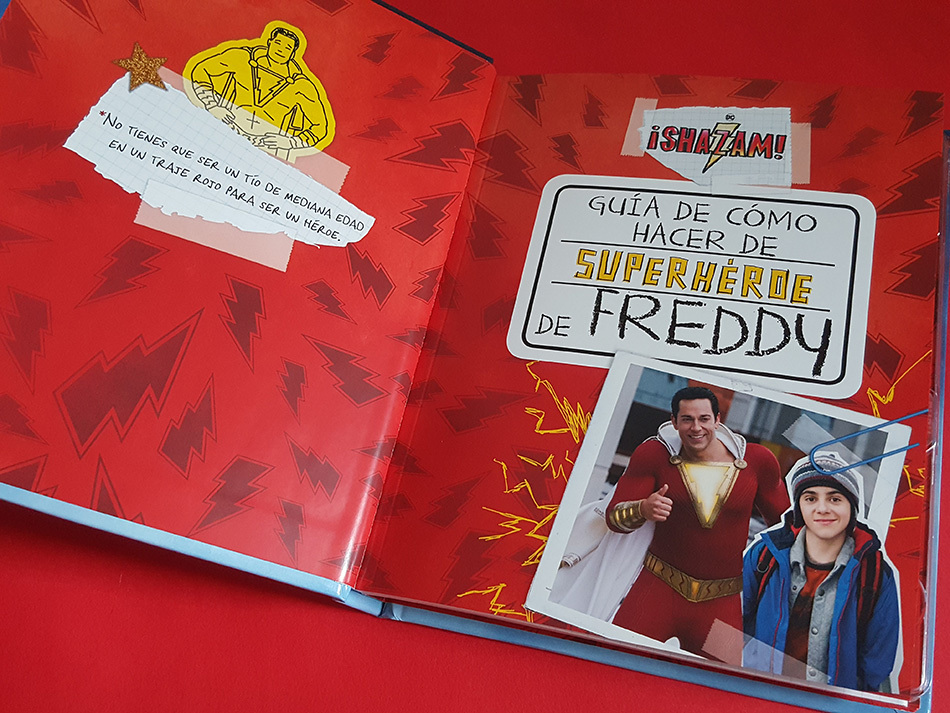 *NO TIENES QUE SER UN TÍO DE MEDIANA EDAD
EN UN TRAJE ROJO PARA SER UN HÉROE.
DC
¡SHAZAM!
GUÍA DE CÓMO
HACER DE
SUPERHÉROE
DE FREDDY